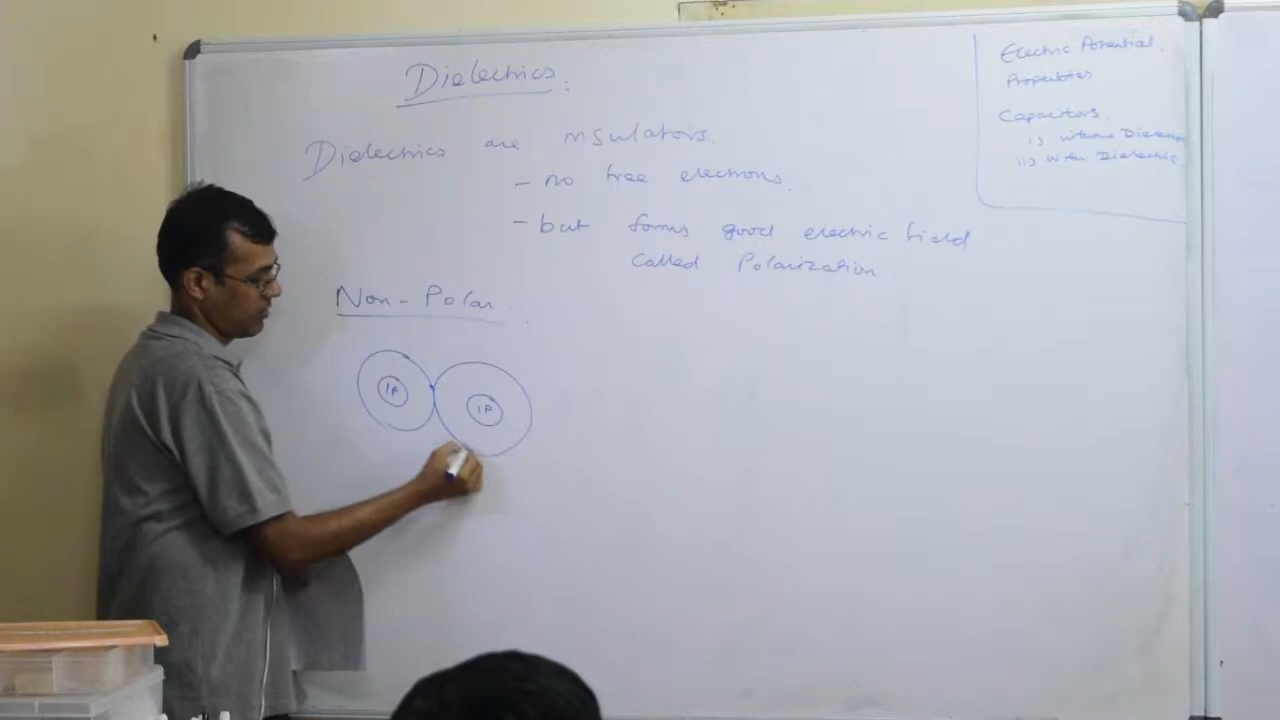 Dielectrics.
Dielectrics are insulators.
- no free electrons.
- but forms good electric field
called Polarization
Non-Polar
1P
1P
Electric Potential.
Properties
Capacitors.
i) without Dielectric
ii) With Dielectric